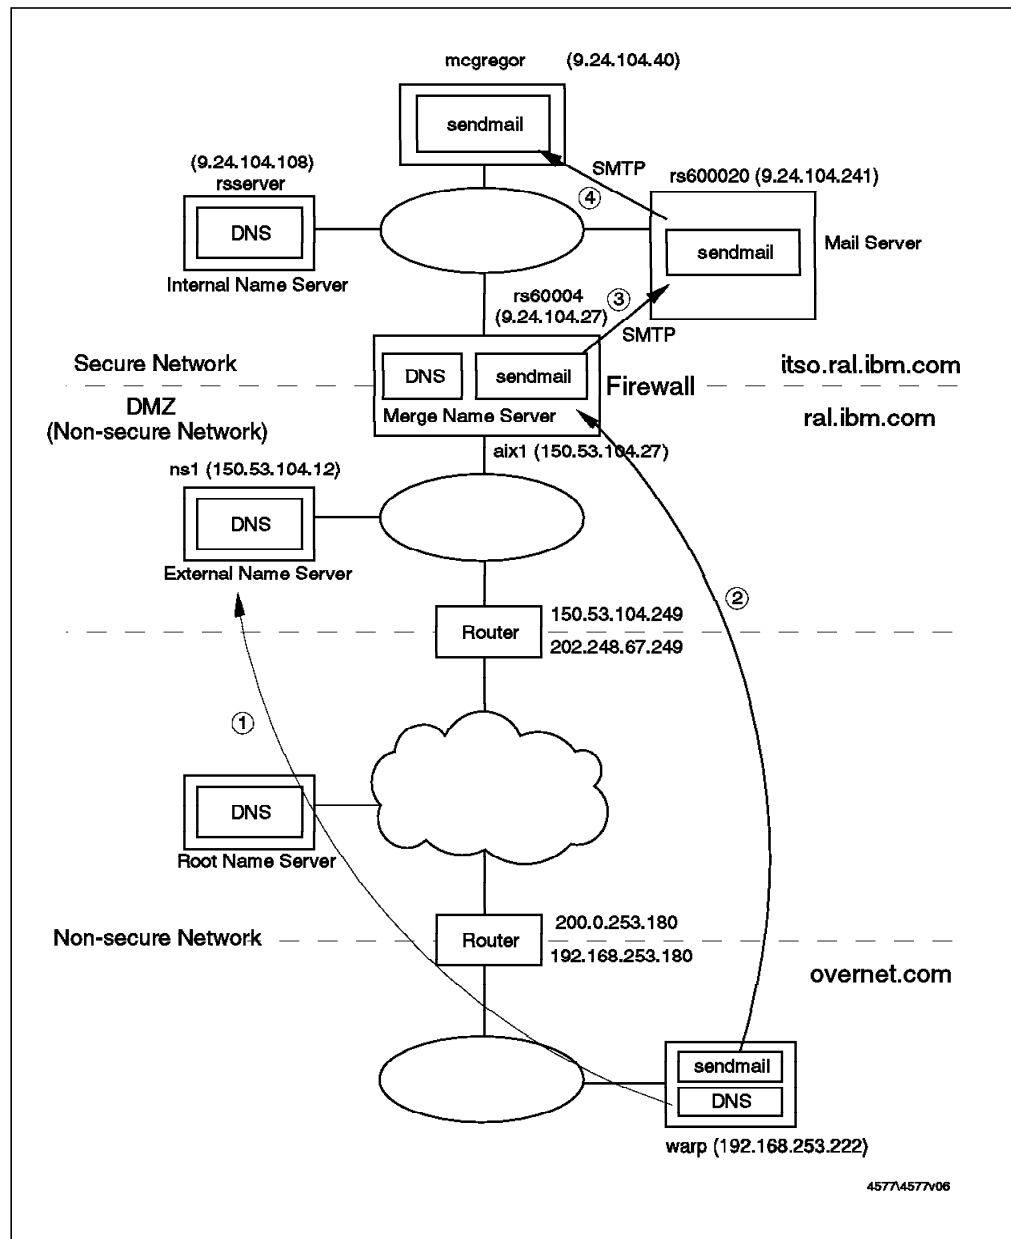 mcgregor (9.24.104.40)
sendmail
(9.24.104.108)
rsserver
DNS
Internal Name Server
SMTP
4
rs600020 (9.24.104.241)
sendmail
Mail Server
rs60004
(9.24.104.27)
3
SMTP
Secure Network
itso.ral.ibm.com
DNS
sendmail
Merge Name Server
Firewall
DMZ
(Non-secure Network)
ral.ibm.com
aix1 (150.53.104.27)
ns1 (150.53.104.12)
DNS
External Name Server
2
Router
150.53.104.249
202.248.67.249
1
DNS
Root Name Server
Non-secure Network
Router
200.0.253.180
192.168.253.180
overnet.com
sendmail
DNS
warp (192.168.253.222)
4577\4577v06